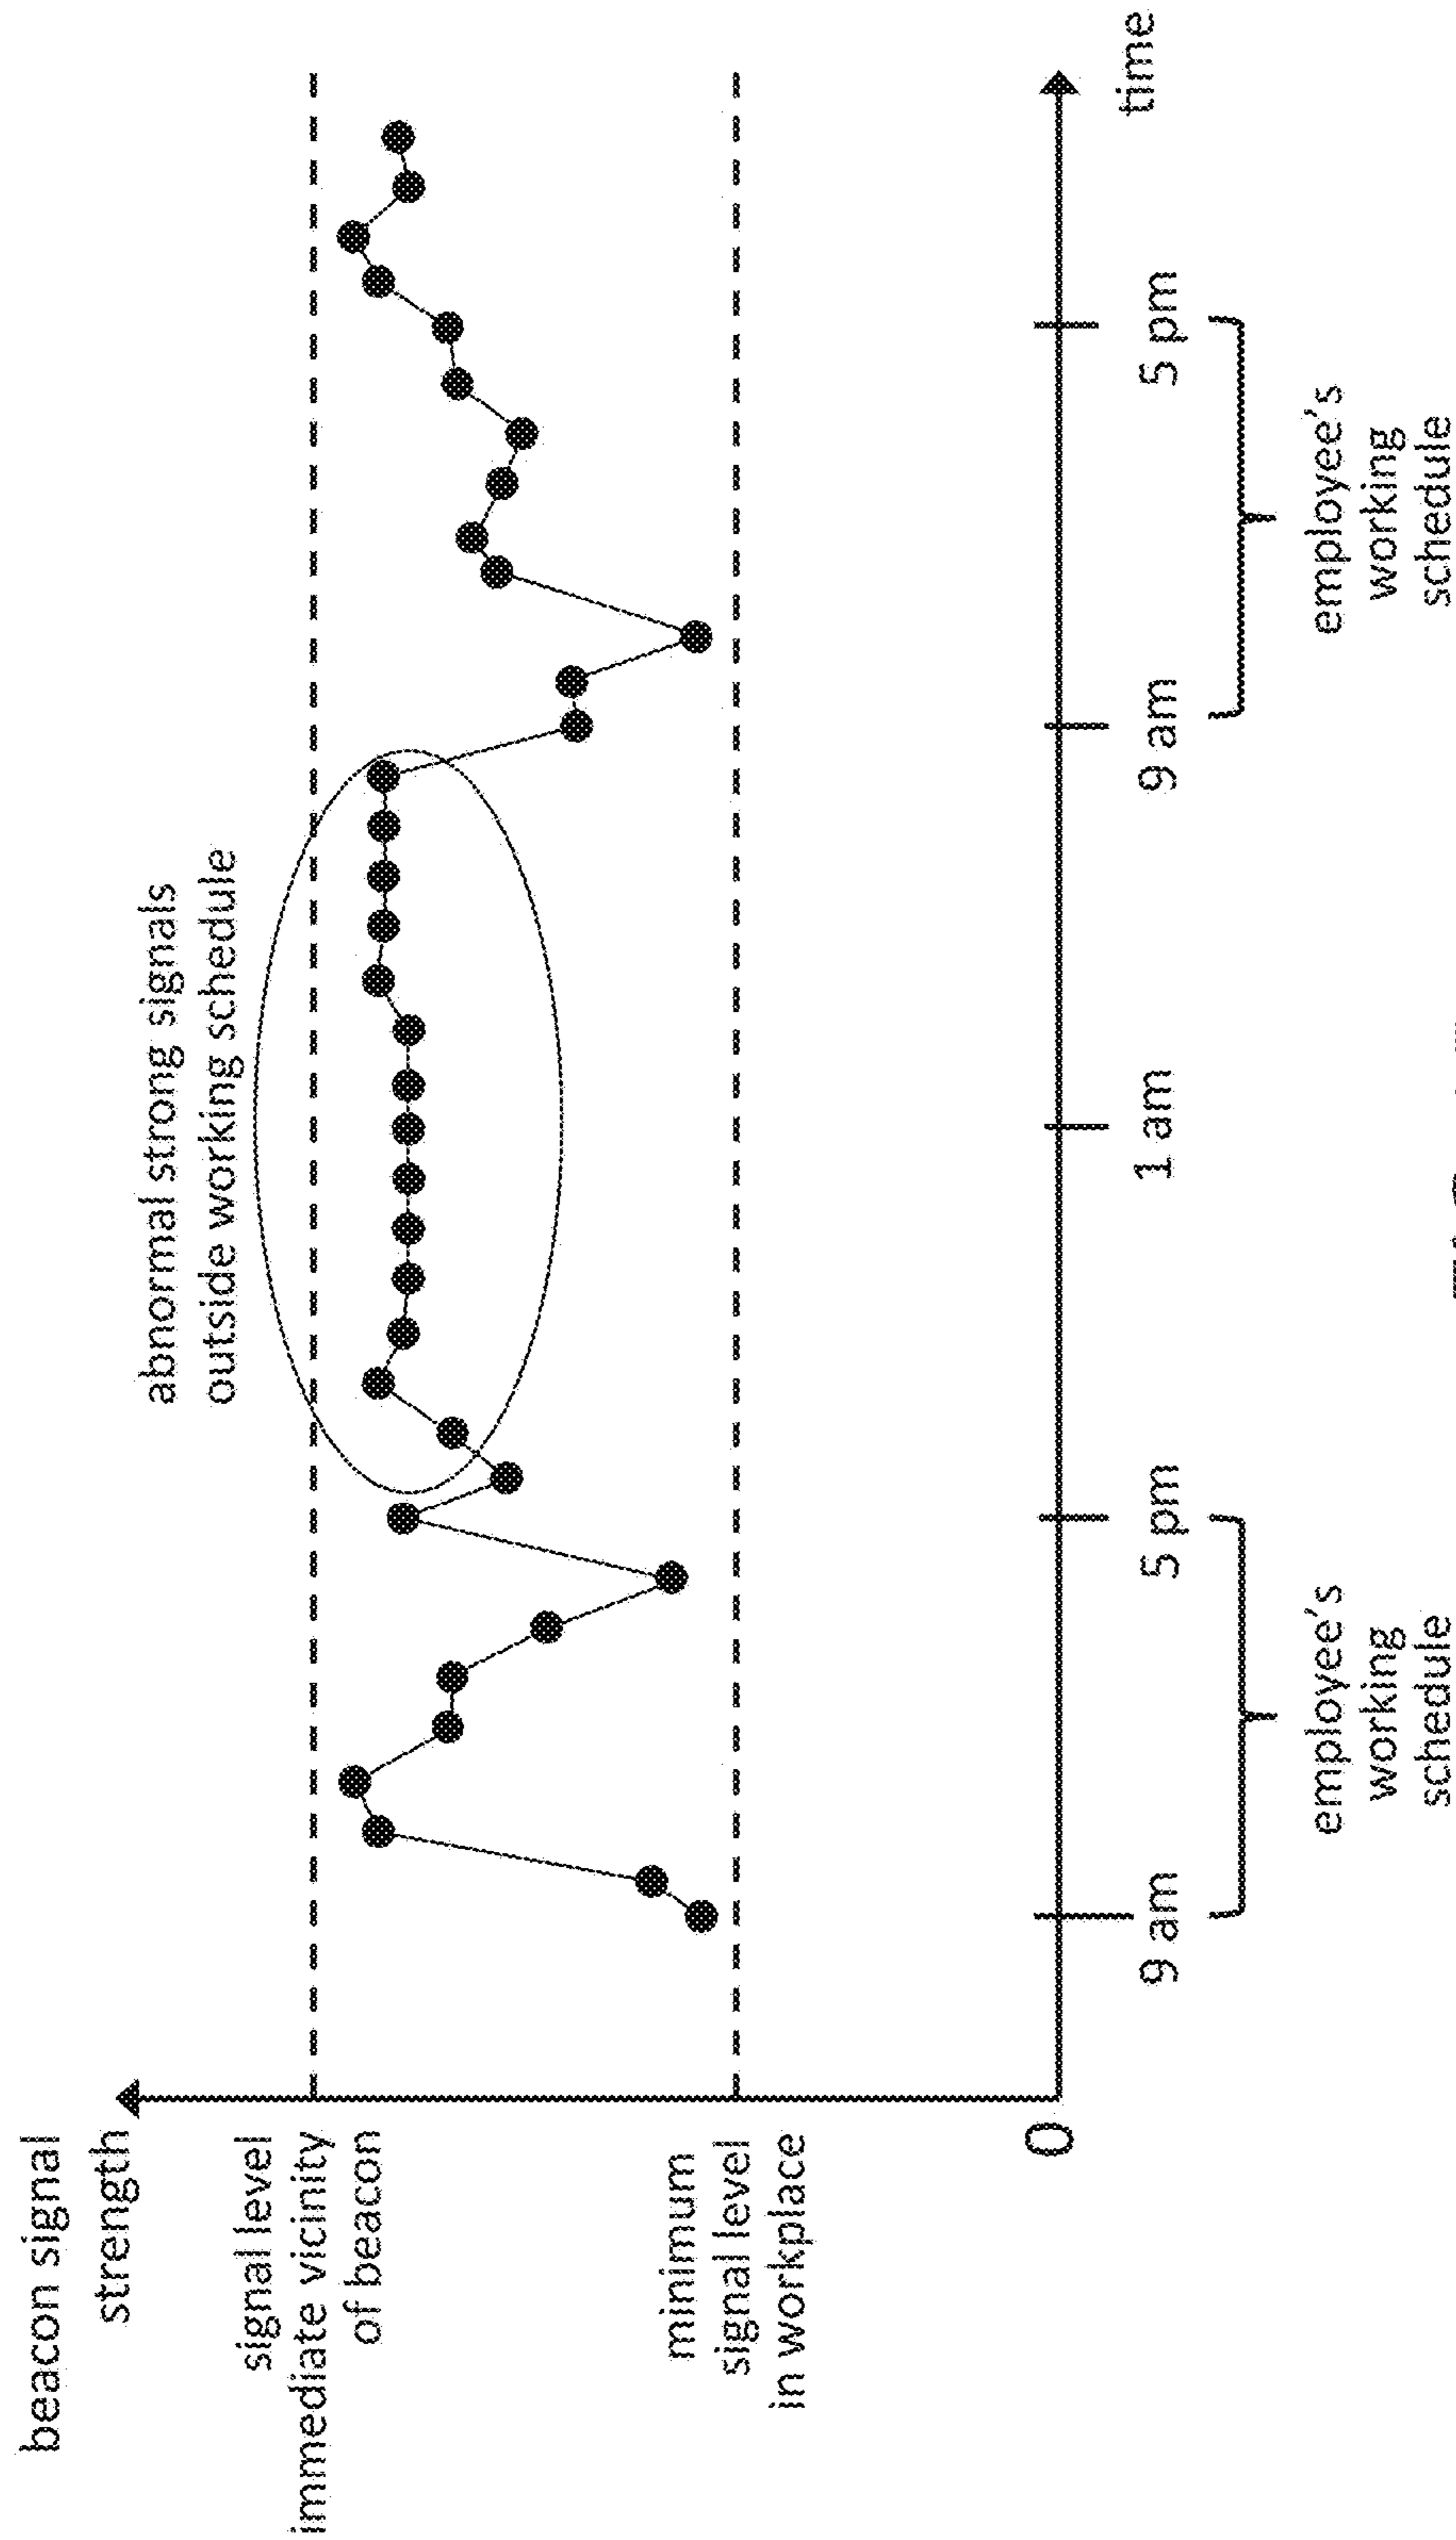 beacon signal
strength
signal level
immediate vicinity
of beacon
minimum
signal level
in workplace
0
abnormal strong signals
outside working schedule
9 am
5 pm
1 am
9 am
5 pm
time
employee's
working
schedule
employee's
working
schedule